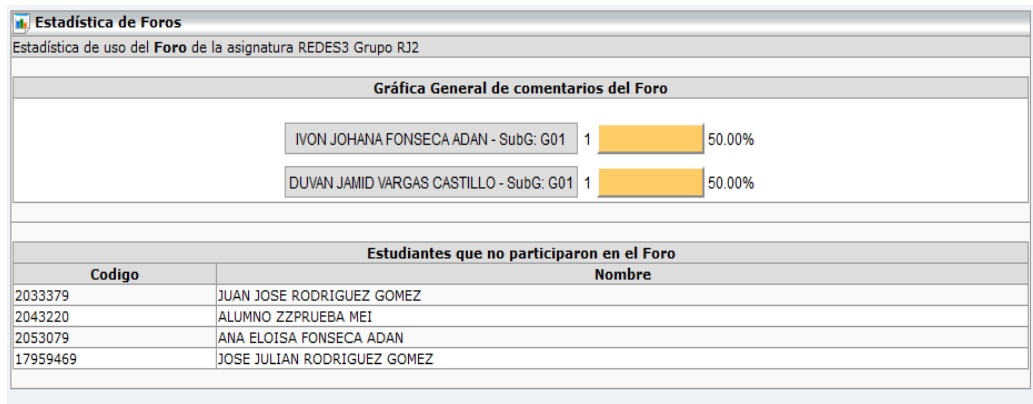 Estadística de Foros
Estadística de uso del Foro de la asignatura REDES3 Grupo RJ2
Gráfica General de comentarios del Foro
IVON JOHANA FONSECA ADAN - SubG: G01 1 50.00%
DUVAN JAMID VARGAS CASTILLO - SubG: G01 1 50.00%
Estudiantes que no participaron en el Foro
Codigo Nombre
2033379 JUAN JOSE RODRIGUEZ GOMEZ
2043220 ALUMNO ZZPRUEBA MEI
2053079 ANA ELOISA FONSECA ADAN
17959469 JOSE JULIAN RODRIGUEZ GOMEZ